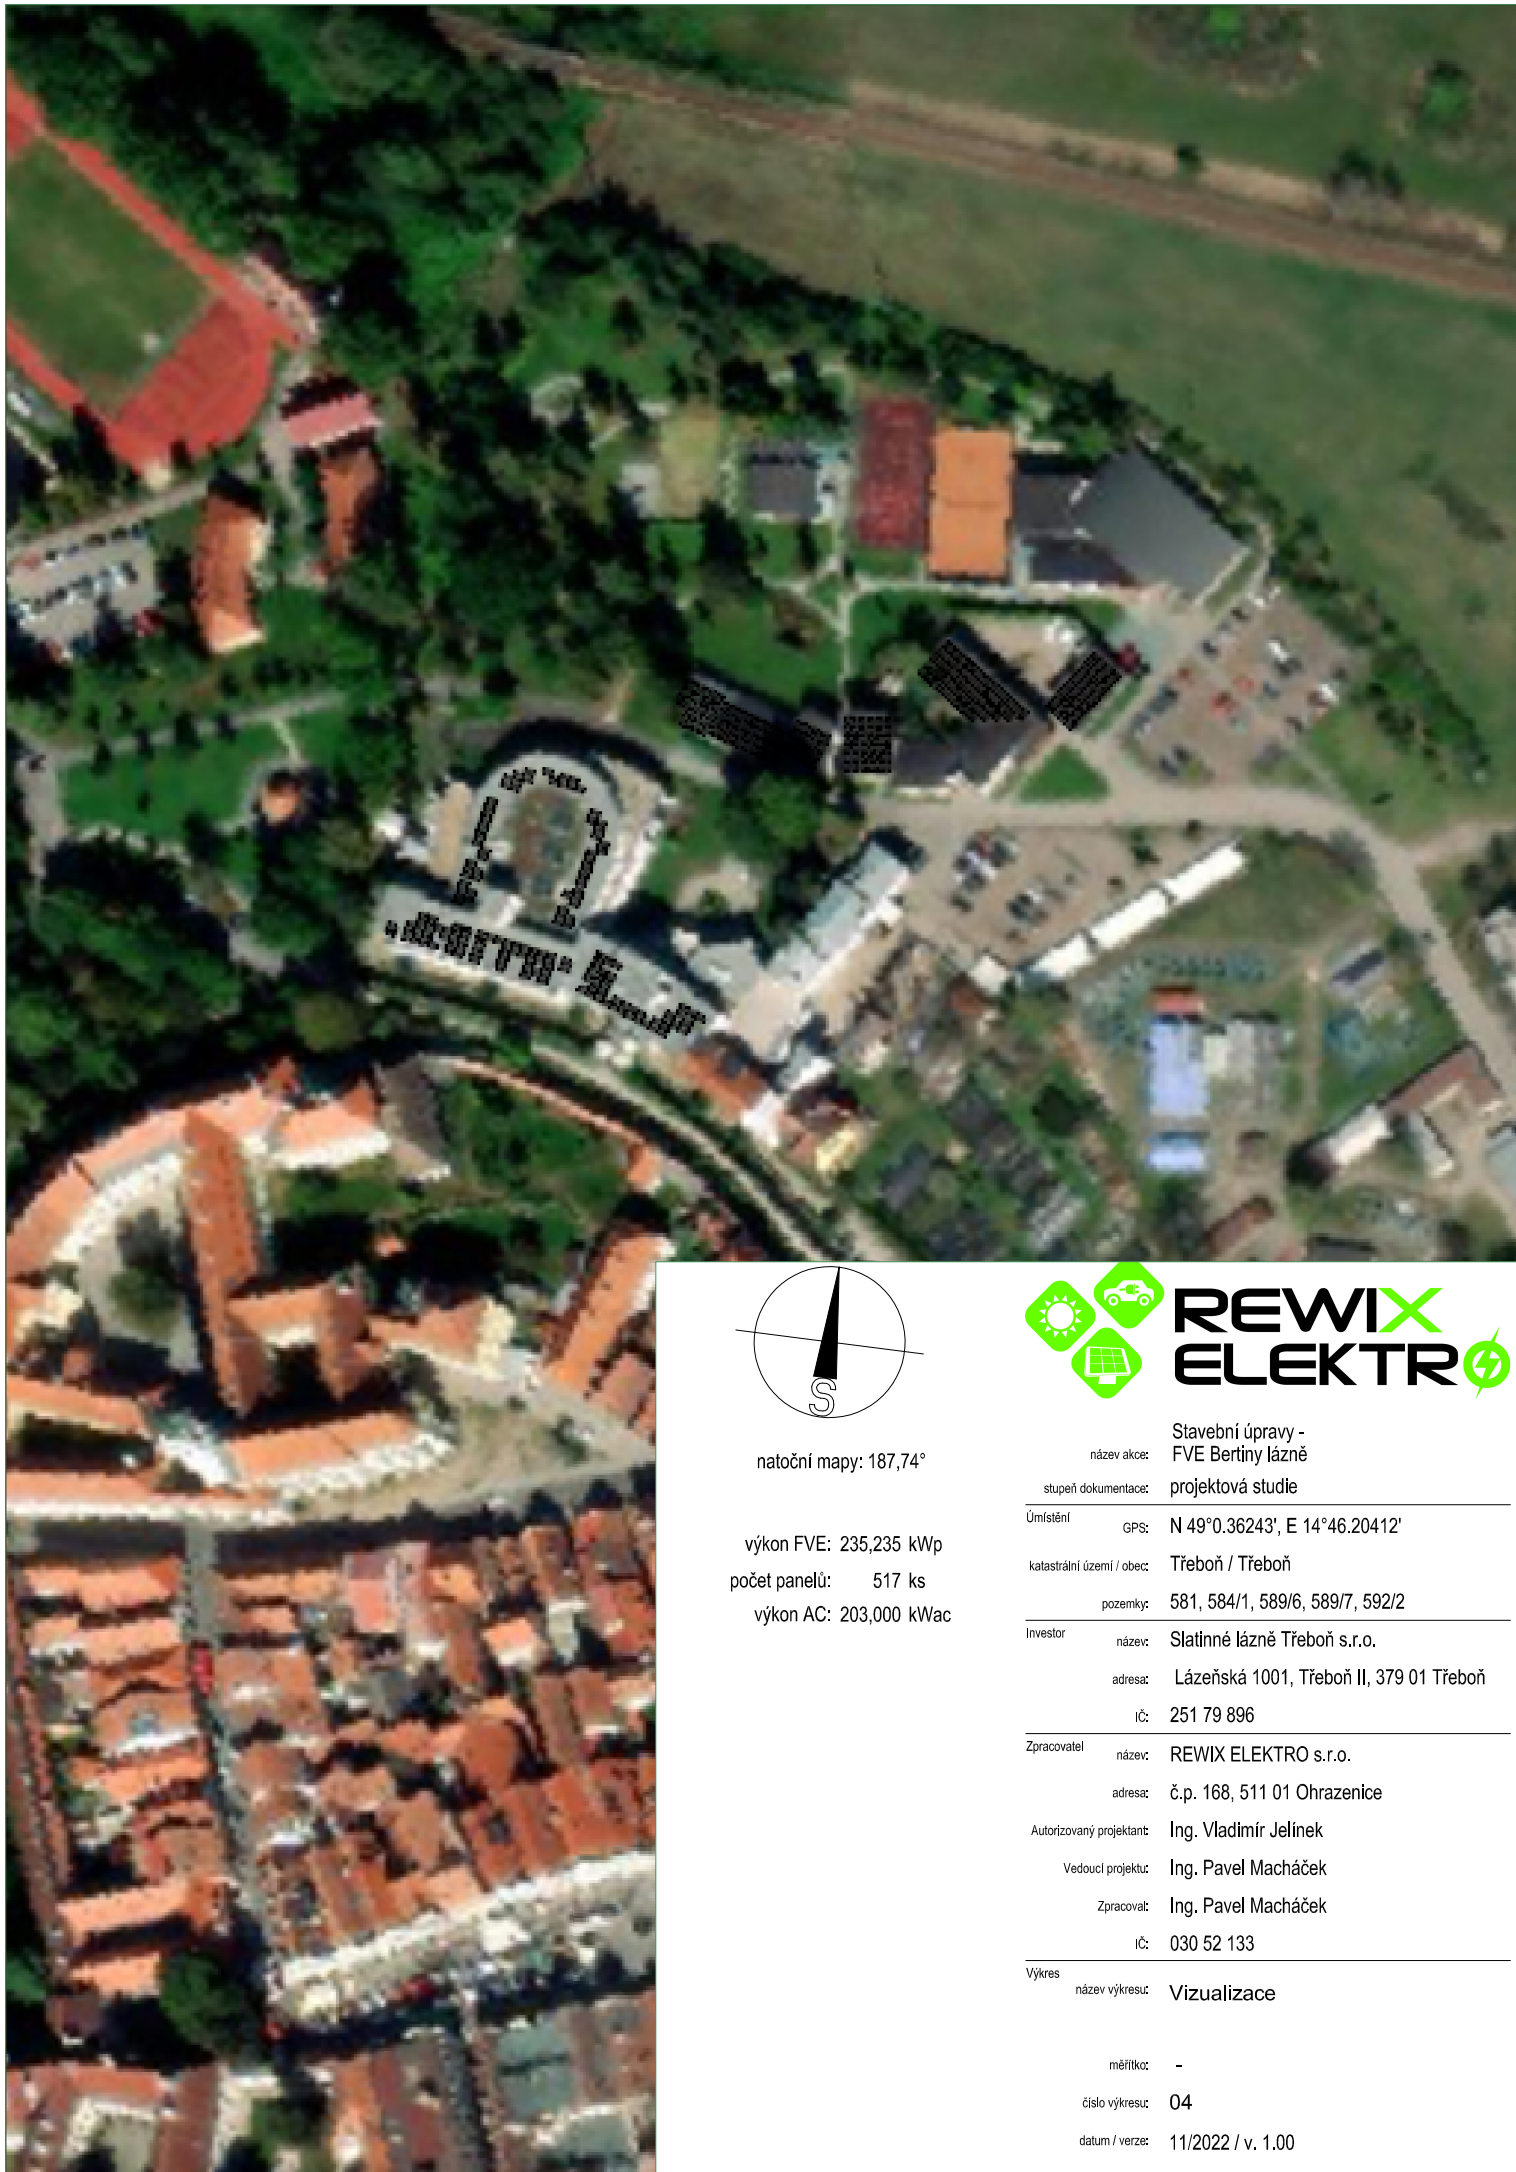 S
natoční mapy: 187,74°
výkon FVE: 235,235 kWp
počet panelů: 517 ks
výkon AC: 203,000 kWac
REWIX
ELEKTRO
název akce: Stavební úpravy -
FVE Bertiny lázně
stupeň dokumentace: projektová studie
Úmístění
GPS: N 49°0.36243', E 14°46.20412'
katastrální území / obec: Třeboň / Třeboň
pozemky: 581, 584/1, 589/6, 589/7, 592/2
Investor
název: Slatinné lázně Třeboň s.r.o.
adresa: Lázeňská 1001, Třeboň II, 379 01 Třeboň
IČ: 251 79 896
Zpracovatel
název: REWIX ELEKTRO s.r.o.
adresa: č.p. 168, 511 01 Ohrazenice
Autorizovaný projektant: Ing. Vladimír Jelínek
Vedoucí projektu: Ing. Pavel Macháček
Zpracoval: Ing. Pavel Macháček
IČ: 030 52 133
Výkres
název výkresu: Vizualizace
měřítko: -
číslo výkresu: 04
datum / verze: 11/2022 / v. 1.00